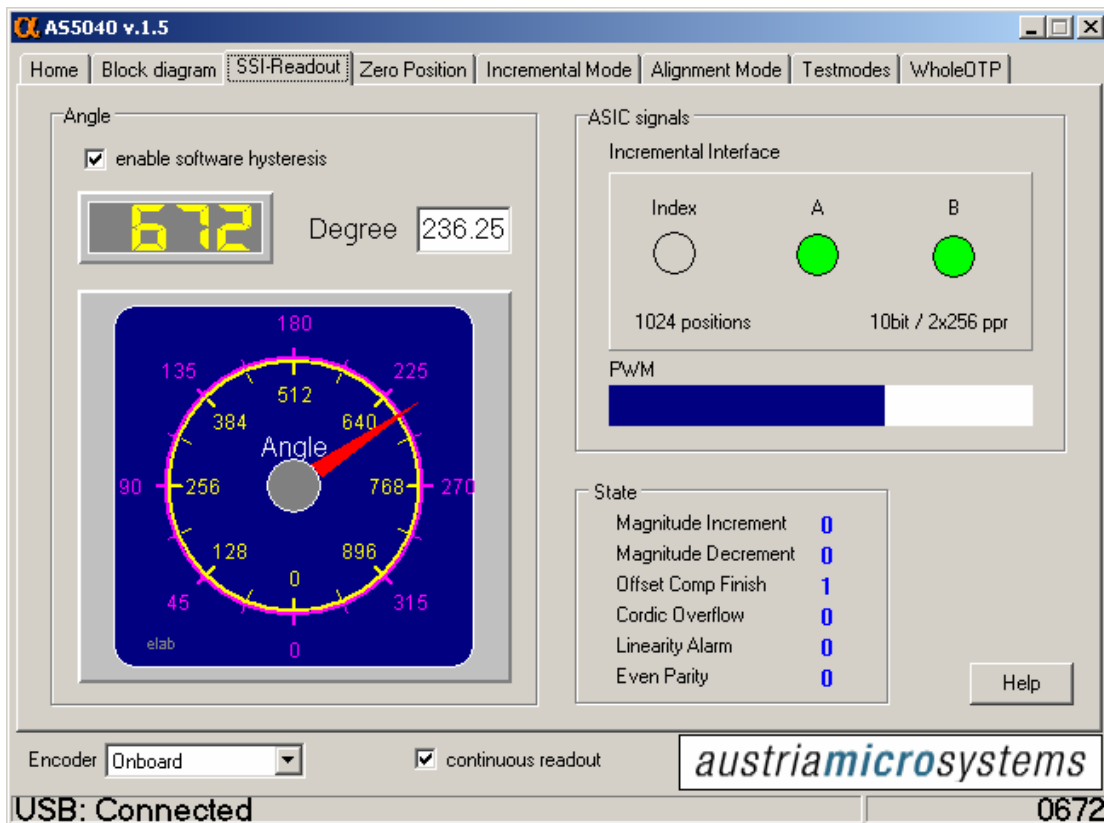 AS5040 v.1.5
Home Block diagram SSI-Readout Zero Position Incremental Mode Alignment Mode Testmodes WholeOTP
Angle
enable software hysteresis
672 Degree 236.25
180
135 225
512
384 640
Angle
90 256 768 270
128 896
0
45 315
elab
0
ASIC signals
Incremental Interface
Index A B
1024 positions 10bit / 2x256 ppr
PWM
State
Magnitude Increment 0
Magnitude Decrement 0
Offset Comp Finish 1
Cordic Overflow 0
Linearity Alarm 0
Even Parity 0
Help
Encoder Onboard continuous readout austriamicrosystems
USB: Connected 0672